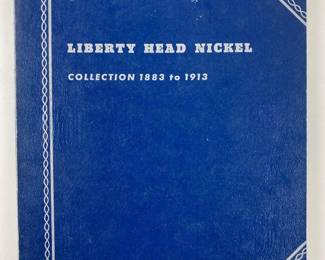 LIBERTY HEAD NICKEL
COLLECTION 1883 to 1913